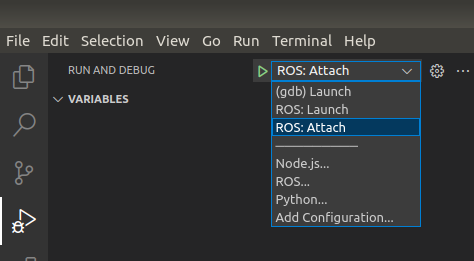 File Edit Selection View Go Run Terminal Help
RUN AND DEBUG ROS: Attach
VARIABLES
(gdb) Launch
ROS: Launch
ROS: Attach
Node.js...
ROS...
Python...
Add Configuration...